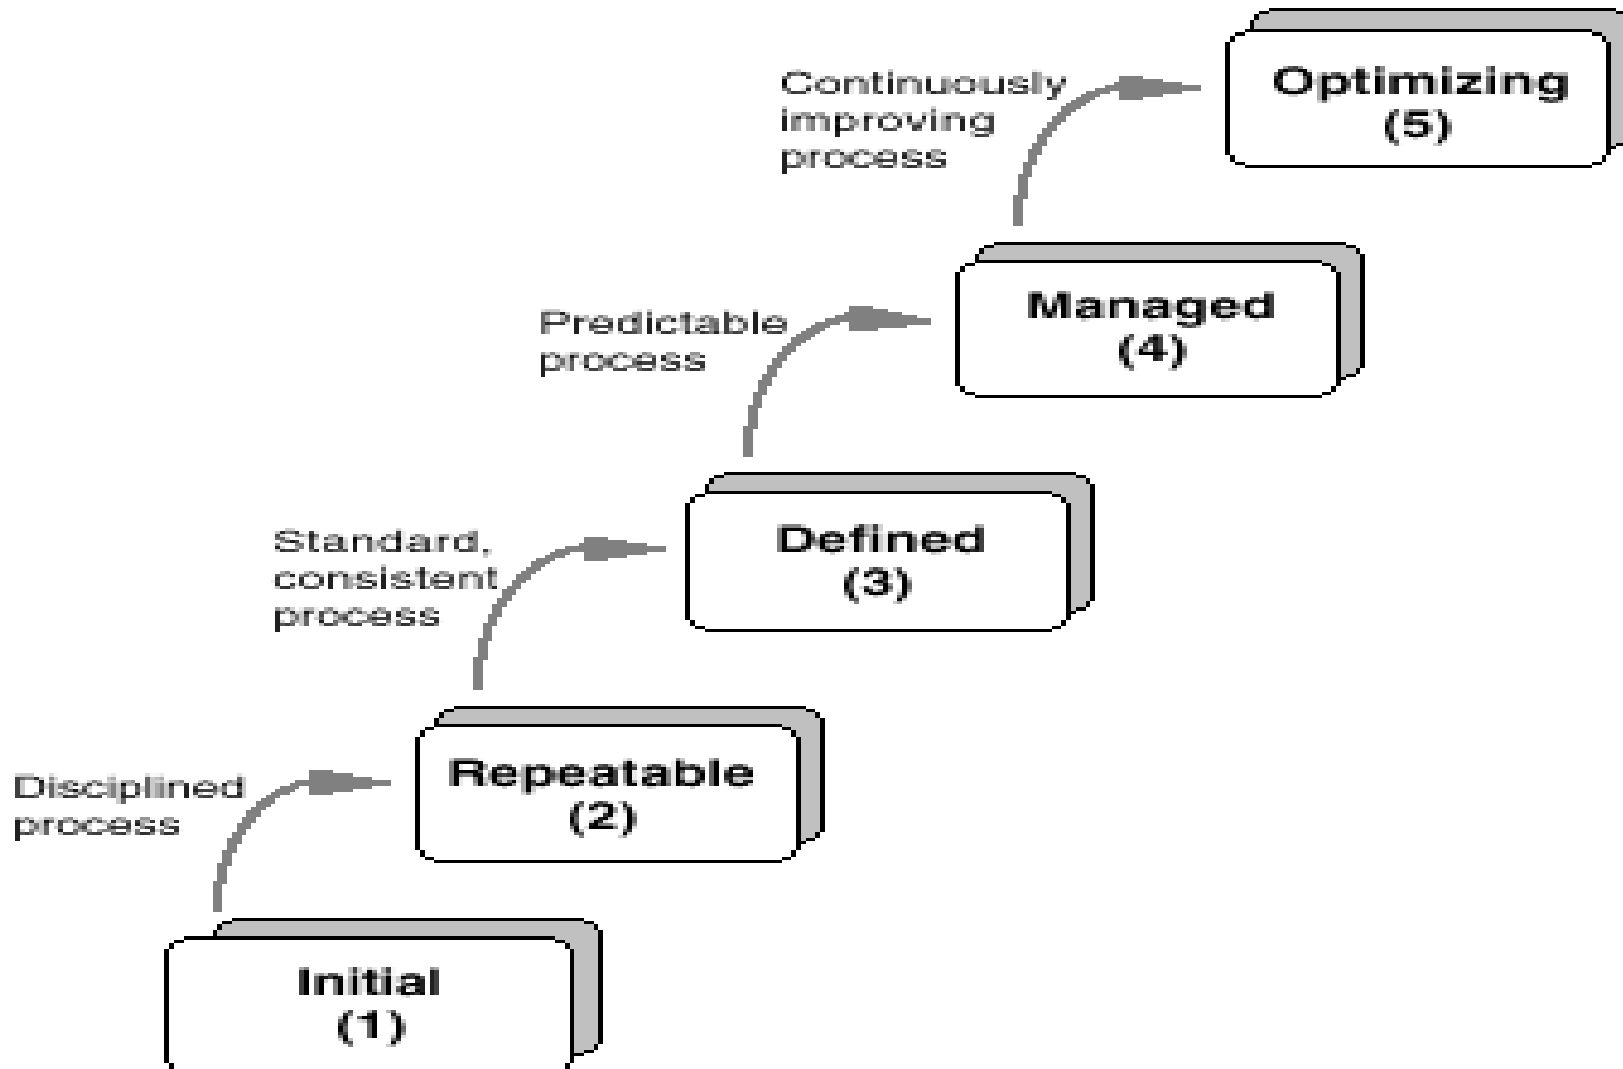 Continuously
improving
process
Optimizing
(5)
Predictable
process
Managed
(4)
Standard,
consistent
process
Defined
(3)
Disciplined
process
Repeatable
(2)
Initial
(1)